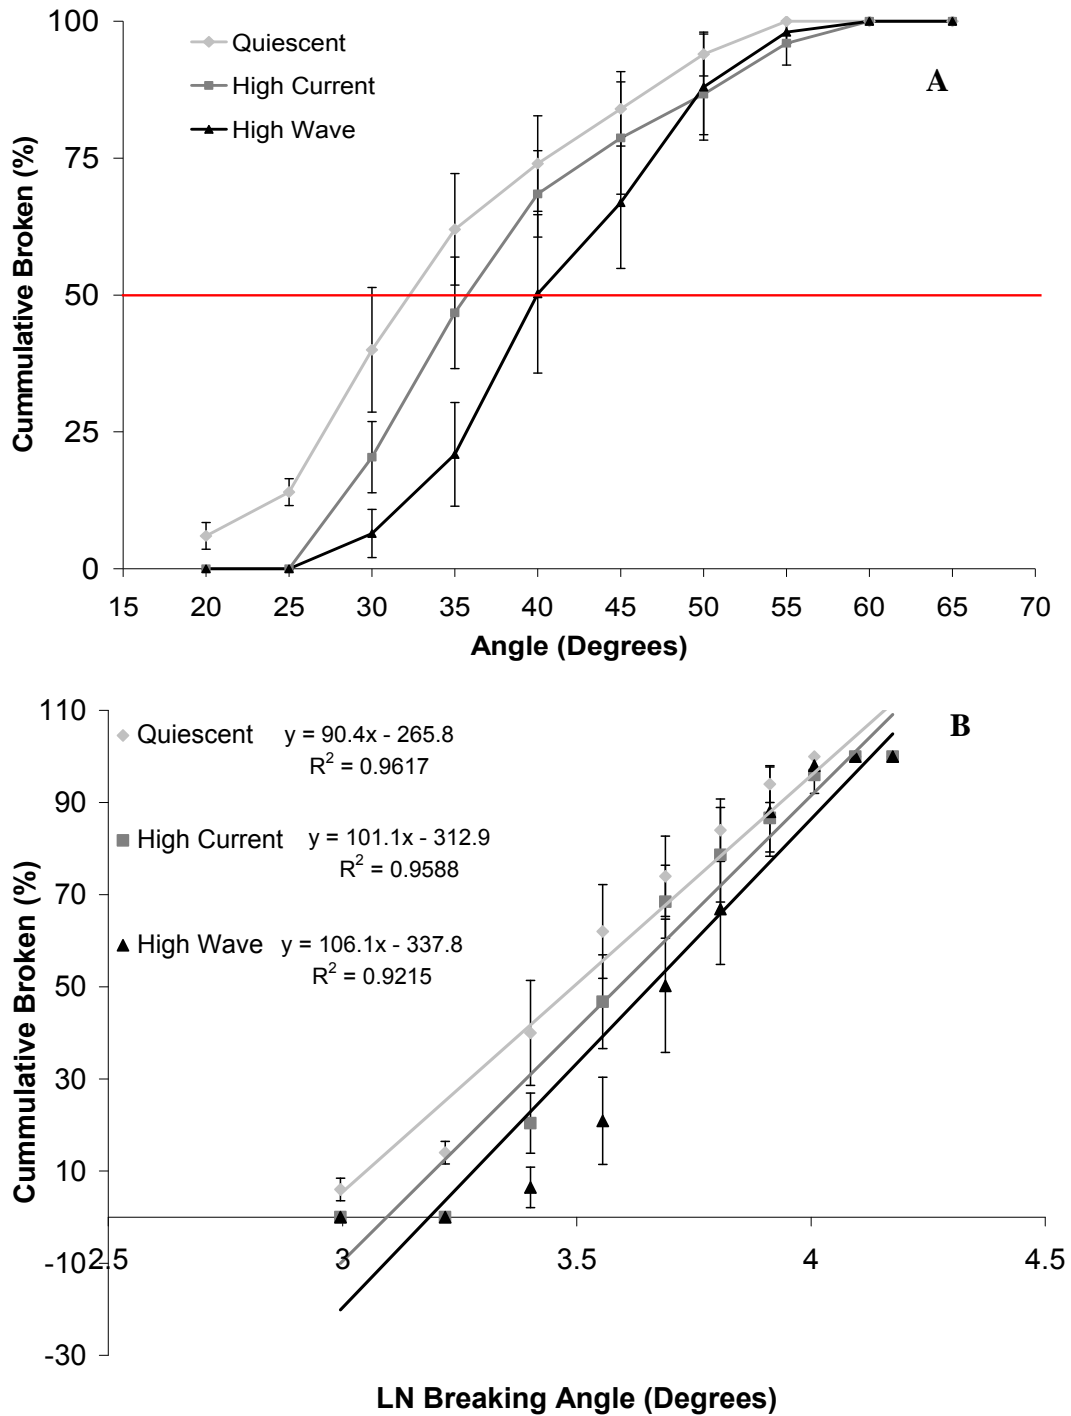 100
Quiescent
A
High Current
High Wave
75
Cummulative Broken (%)
50
25
0
15 20 25 30 35 40 45 50 55 60 65 70
Angle (Degrees)
110
B
Quiescent y = 90.4x - 265.8
R² = 0.9617
90
High Current y = 101.1x - 312.9
R² = 0.9588
70
High Wave y = 106.1x - 337.8
R² = 0.9215
Cummulative Broken (%)
50
30
10
-10
2.5 3 3.5 4 4.5
-30
LN Breaking Angle (Degrees)